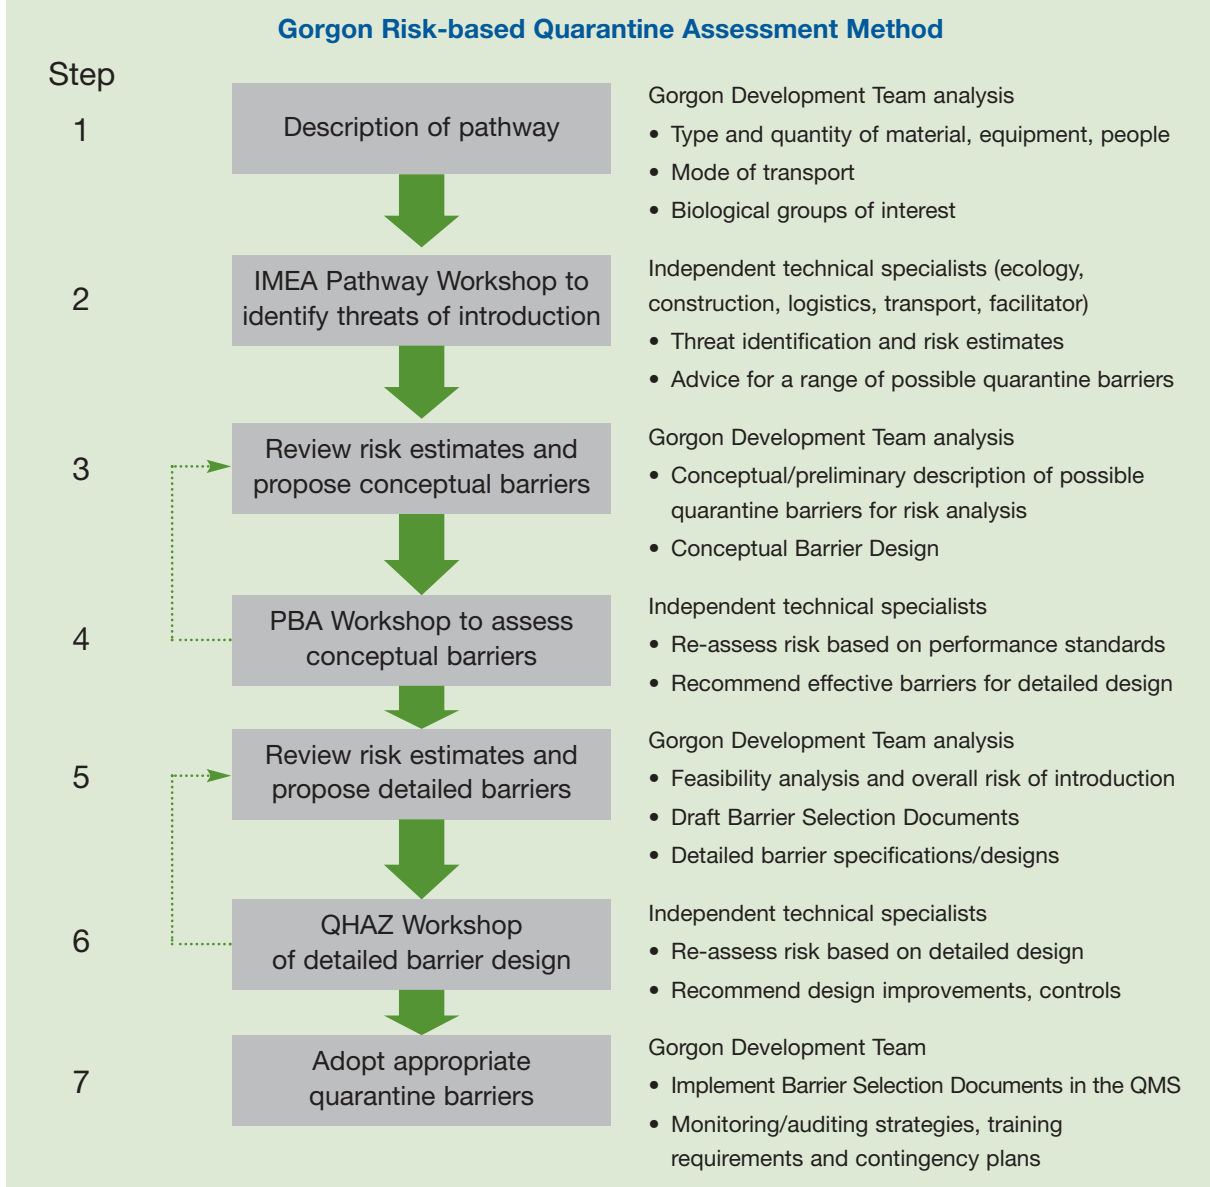 Gorgon Risk-based Quarantine Assessment Method
Step
1
Description of pathway
Gorgon Development Team analysis
• Type and quantity of material, equipment, people
• Mode of transport
• Biological groups of interest
2
IMEA Pathway Workshop to
identify threats of introduction
Independent technical specialists (ecology,
construction, logistics, transport, facilitator)
• Threat identification and risk estimates
• Advice for a range of possible quarantine barriers
3
Review risk estimates and
propose conceptual barriers
Gorgon Development Team analysis
• Conceptual/preliminary description of possible
quarantine barriers for risk analysis
• Conceptual Barrier Design
4
PBA Workshop to assess
conceptual barriers
Independent technical specialists
• Re-assess risk based on performance standards
• Recommend effective barriers for detailed design
5
Review risk estimates and
propose detailed barriers
Gorgon Development Team analysis
• Feasibility analysis and overall risk of introduction
• Draft Barrier Selection Documents
• Detailed barrier specifications/designs
6
QHAZ Workshop
of detailed barrier design
Independent technical specialists
• Re-assess risk based on detailed design
• Recommend design improvements, controls
7
Adopt appropriate
quarantine barriers
Gorgon Development Team
• Implement Barrier Selection Documents in the QMS
• Monitoring/auditing strategies, training
requirements and contingency plans